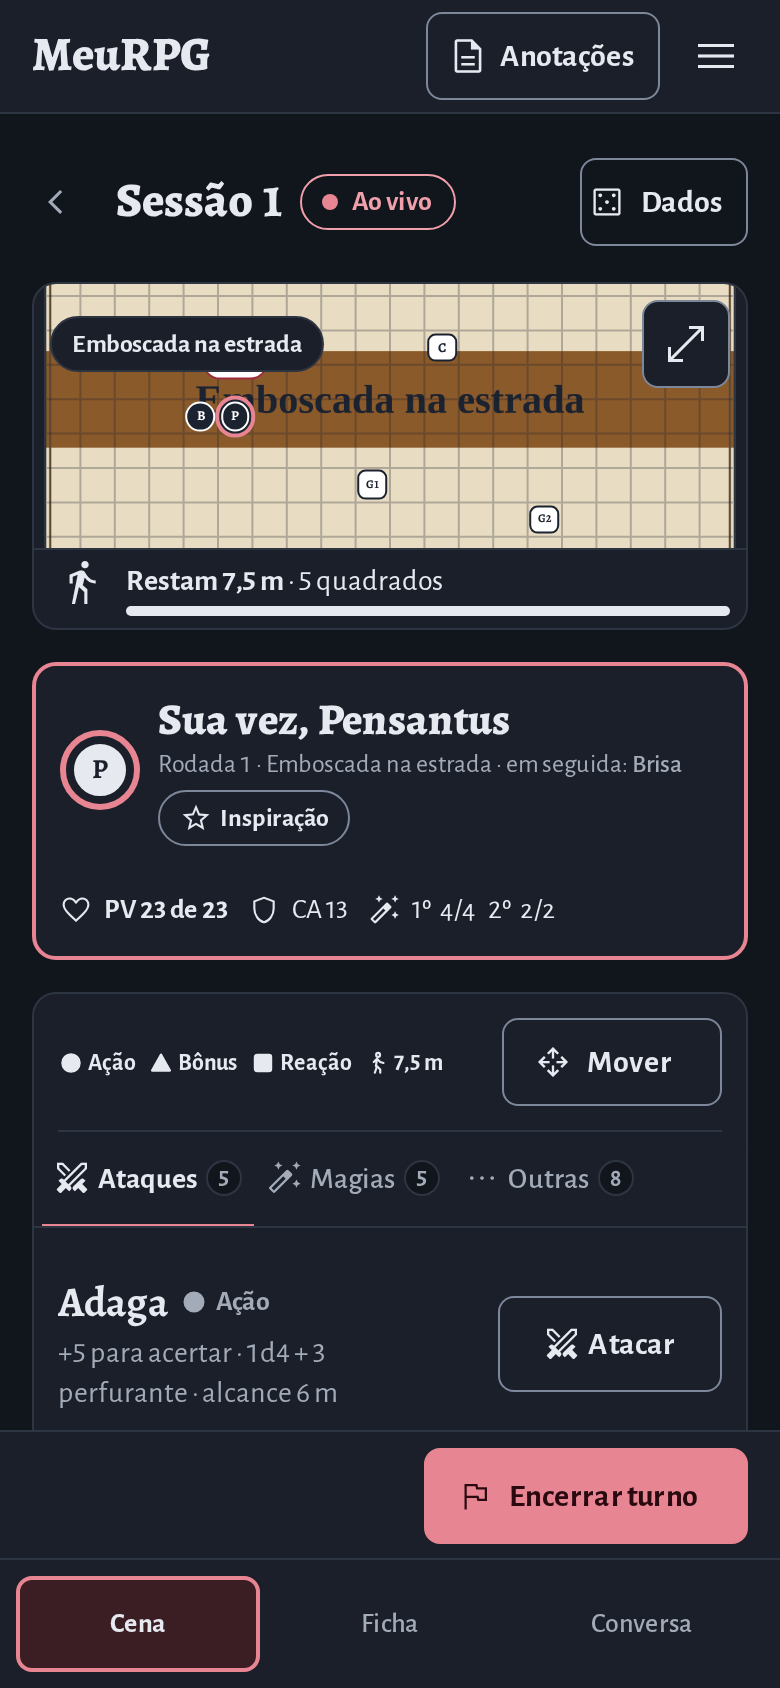 MeuRPG
Anotações
Sessão 1
Ao vivo
Dados
Emboscada na estrada
C
Emboscada na estrada
B
P
G1
G2
Restam 7,5 m · 5 quadrados
Sua vez, Pensantus
P
Rodada 1 · Emboscada na estrada · em seguida: Brisa
Inspiração
PV 23 de 23 CA 13 1º 4/4 2º 2/2
Ação Bônus Reação 7,5 m
Mover
Ataques 5 Magias 5 ··· Outras 8
Adaga Ação
+5 para acertar · 1d4 + 3
perfurante · alcance 6 m
Atacar
Encerrar turno
Cena Ficha Conversa